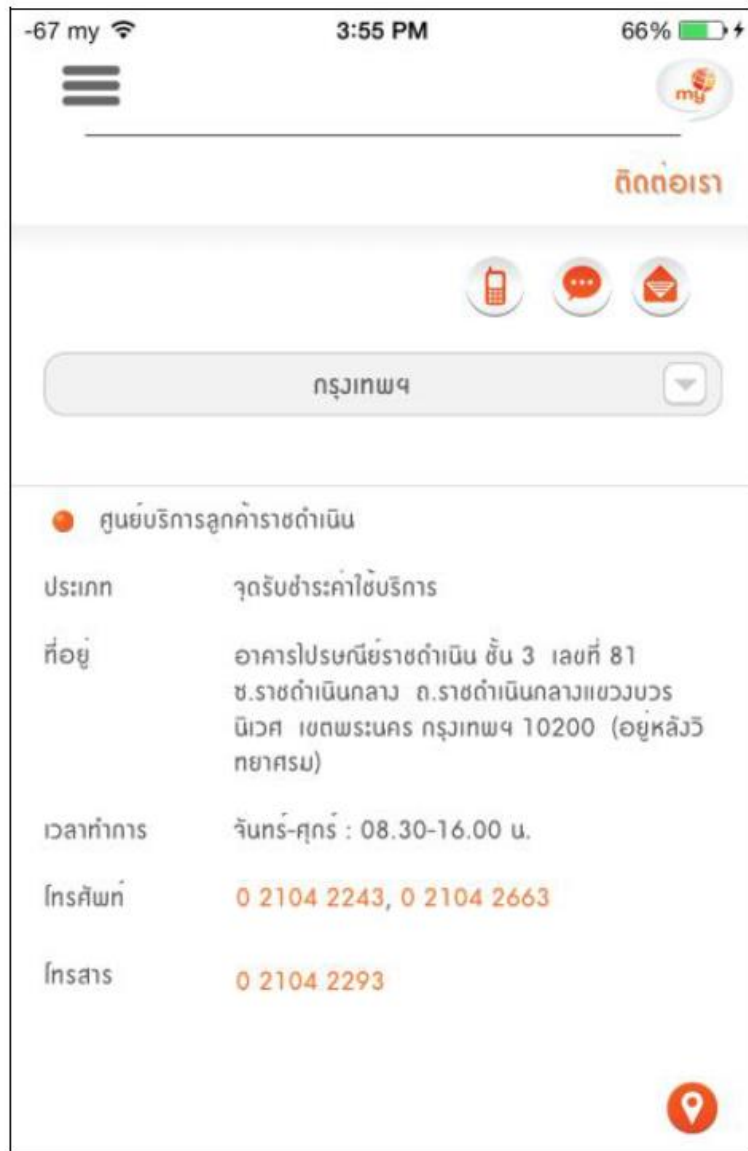 -67 my 3:55 PM 66%
my
ติดต่อเรา
กรุงเทพฯ
ศูนย์บริการลูกค้าราชดำเนิน
ประเภท จุดรับชำระค่าใช้บริการ
ที่อยู่ อาคารไปรษณีย์ราชดำเนิน ชั้น 3 เลขที่ 81
ซ.ราชดำเนินกลาง ถ.ราชดำเนินกลางแขวงบวร
นิเวศ เขตพระนคร กรุงเทพฯ 10200 (อยู่หลังวิ
ทยาศรม)
เวลาทำการ จันทร์-ศุกร์ : 08.30-16.00 น.
โทรศัพท์ 0 2104 2243, 0 2104 2663
โทรสาร 0 2104 2293